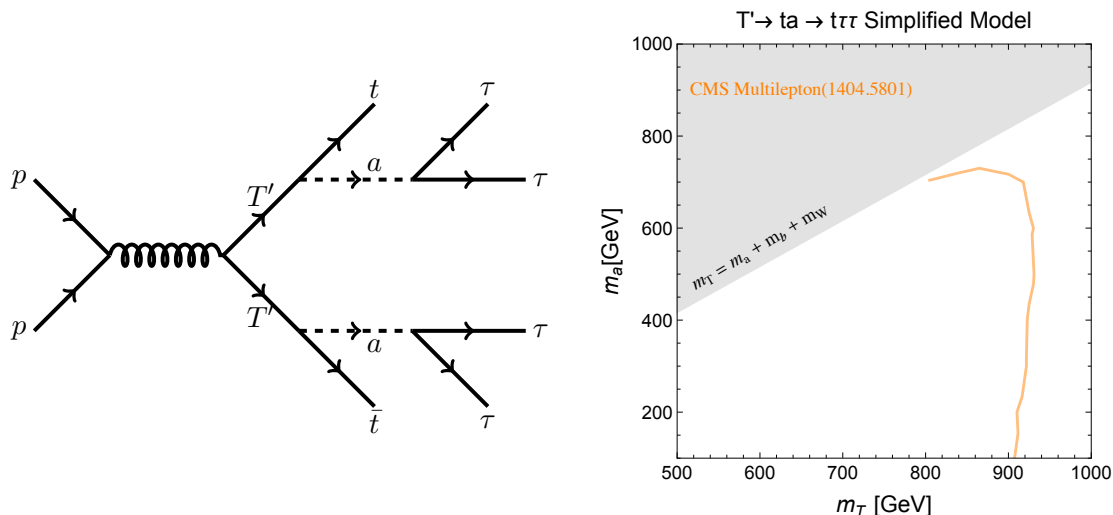 t
τ
a
τ
T′
p
p
T′
a
τ
t̄
τ
T'→ ta → tττ Simplified Model
CMS Multilepton(1404.5801)
m_T = m_a + m_b + m_W
m_a[GeV]
1000
800
600
400
200
500 600 700 800 900 1000
m_T [GeV]